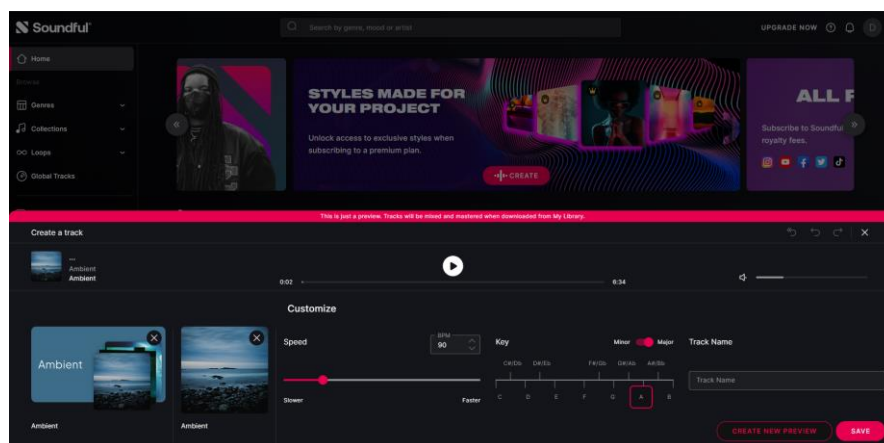 Soundful
Search by genre, mood or artist
UPGRADE NOW
D
Home
Browse
Genres
Collections
Loops
Global Tracks
STYLES MADE FOR
YOUR PROJECT
Unlock access to exclusive styles when
subscribing to a premium plan.
CREATE
ALL F
Subscribe to Soundful
royalty fees.
This is just a preview. Tracks will be mixed and mastered when downloaded from My Library.
Create a track
--
Ambient
Ambient
0:02
6:34
Customize
Speed
BPM
90
Key
Minor
Major
Track Name
C#/Db D#/Eb F#/Gb G#/Ab A#/Bb
C D E F G A B
Track Name
Slower
Faster
Ambient
Ambient
Ambient
CREATE NEW PREVIEW
SAVE